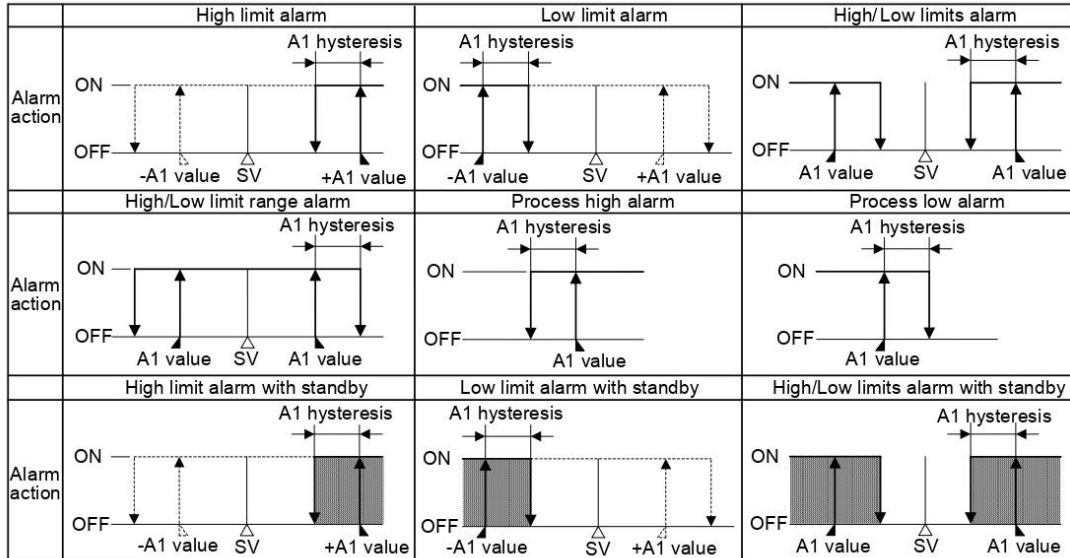 High limit alarm Low limit alarm High/ Low limits alarm
A1 hysteresis A1 hysteresis A1 hysteresis
ON
Alarm
action
OFF
-A1 value SV +A1 value -A1 value SV +A1 value A1 value SV A1 value
High/Low limit range alarm Process high alarm Process low alarm
A1 hysteresis A1 hysteresis A1 hysteresis
ON ON ON
Alarm
action
OFF OFF OFF
A1 value SV A1 value A1 value A1 value
High limit alarm with standby Low limit alarm with standby High/Low limits alarm with standby
A1 hysteresis A1 hysteresis A1 hysteresis
ON ON ON
Alarm
action
OFF OFF OFF
-A1 value SV +A1 value -A1 value SV +A1 value A1 value SV A1 value